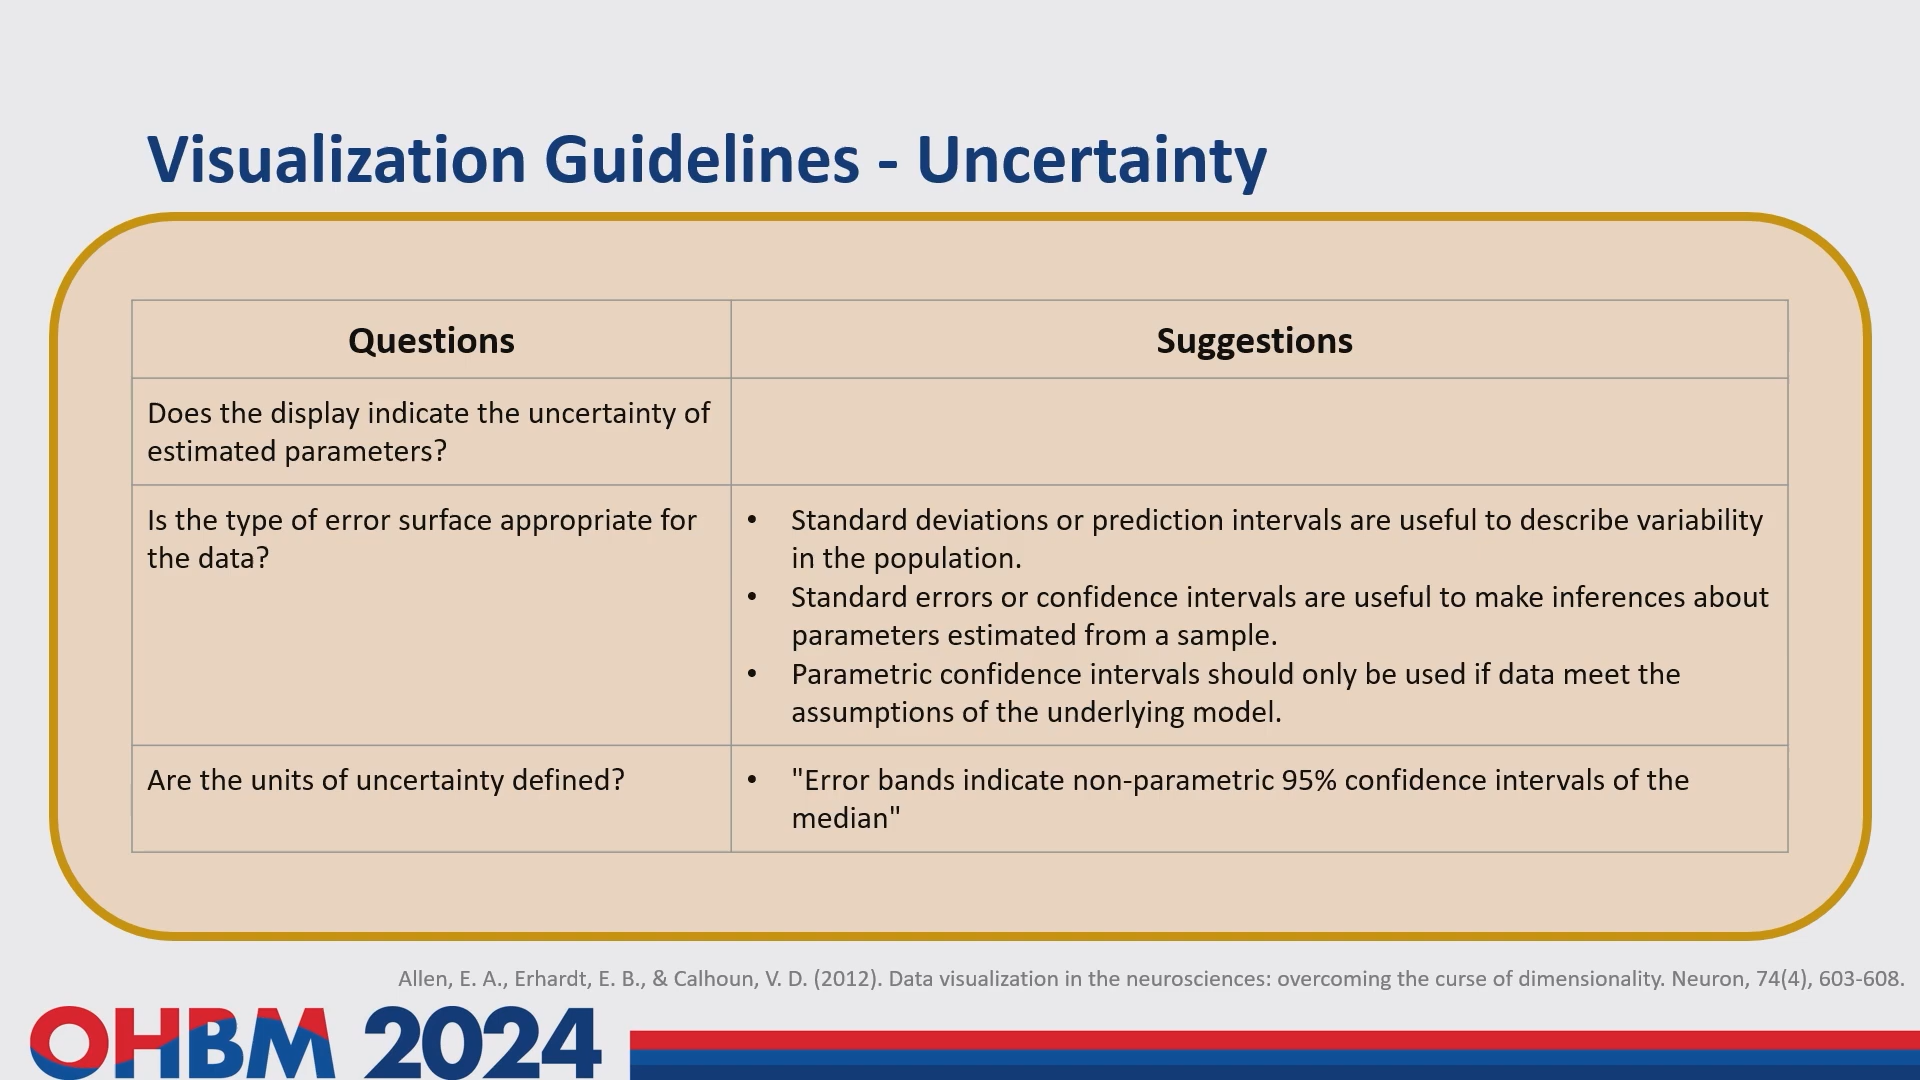 Visualization Guidelines - Uncertainty
Questions
Suggestions
Does the display indicate the uncertainty of
estimated parameters?
Is the type of error surface appropriate for
the data?
• Standard deviations or prediction intervals are useful to describe variability
in the population.
• Standard errors or confidence intervals are useful to make inferences about
parameters estimated from a sample.
• Parametric confidence intervals should only be used if data meet the
assumptions of the underlying model.
Are the units of uncertainty defined?
• "Error bands indicate non-parametric 95% confidence intervals of the
median"
Allen, E. A., Erhardt, E. B., & Calhoun, V. D. (2012). Data visualization in the neurosciences: overcoming the curse of dimensionality. Neuron, 74(4), 603-608.
OHBM 2024